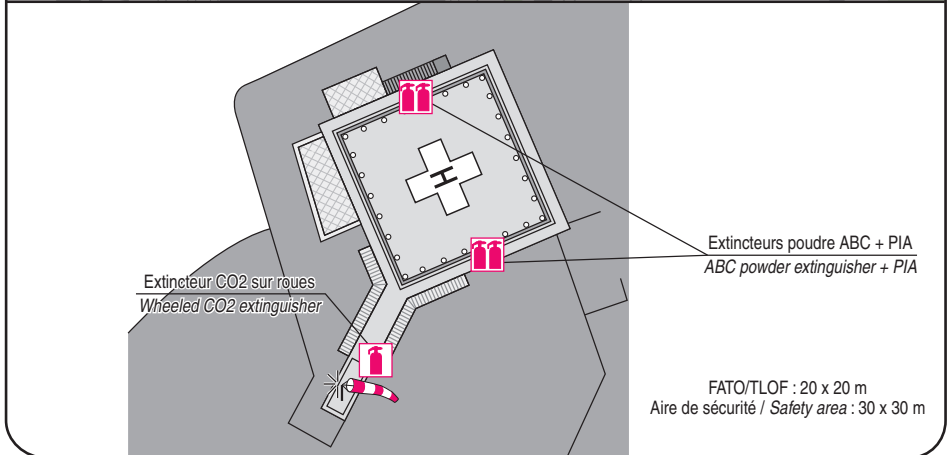 H
Extincteurs poudre ABC + PIA
ABC powder extinguisher + PIA
Extincteur CO2 sur roues
Wheeled CO2 extinguisher
FATO/TLOF : 20 x 20 m
Aire de sécurité / Safety area : 30 x 30 m